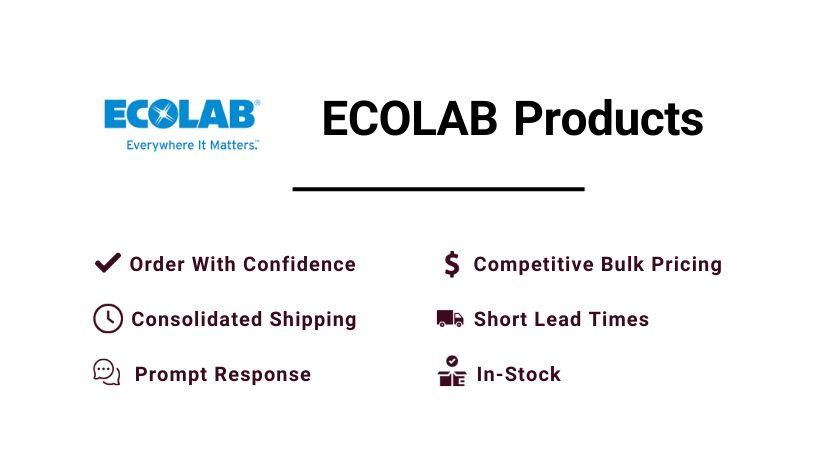 ECOLAB®
Everywhere It Matters.™
ECOLAB Products
Order With Confidence
Competitive Bulk Pricing
Consolidated Shipping
Short Lead Times
Prompt Response
In-Stock